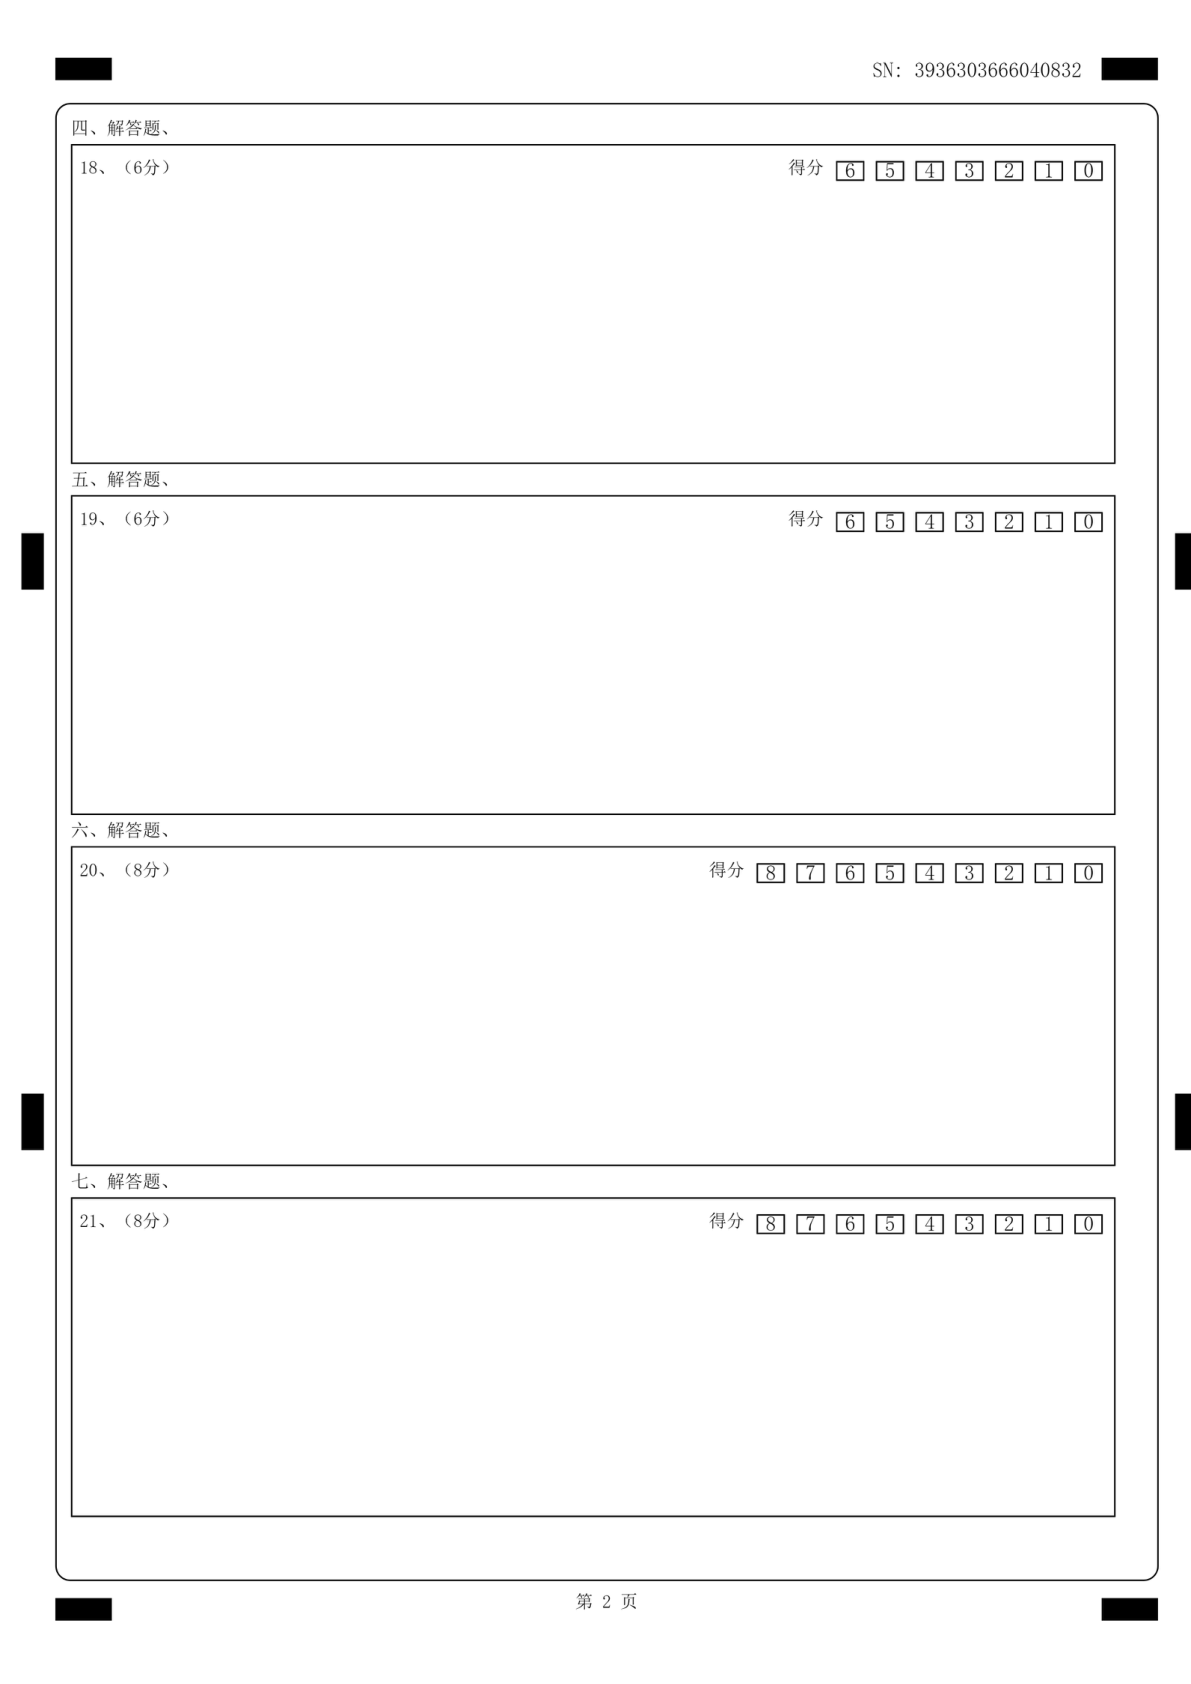 SN: 3936303666040832
四、解答题、
18、（6分） 得分 6 5 4 3 2 1 0
五、解答题、
19、（6分） 得分 6 5 4 3 2 1 0
六、解答题、
20、（8分） 得分 8 7 6 5 4 3 2 1 0
七、解答题、
21、（8分） 得分 8 7 6 5 4 3 2 1 0
第 2 页